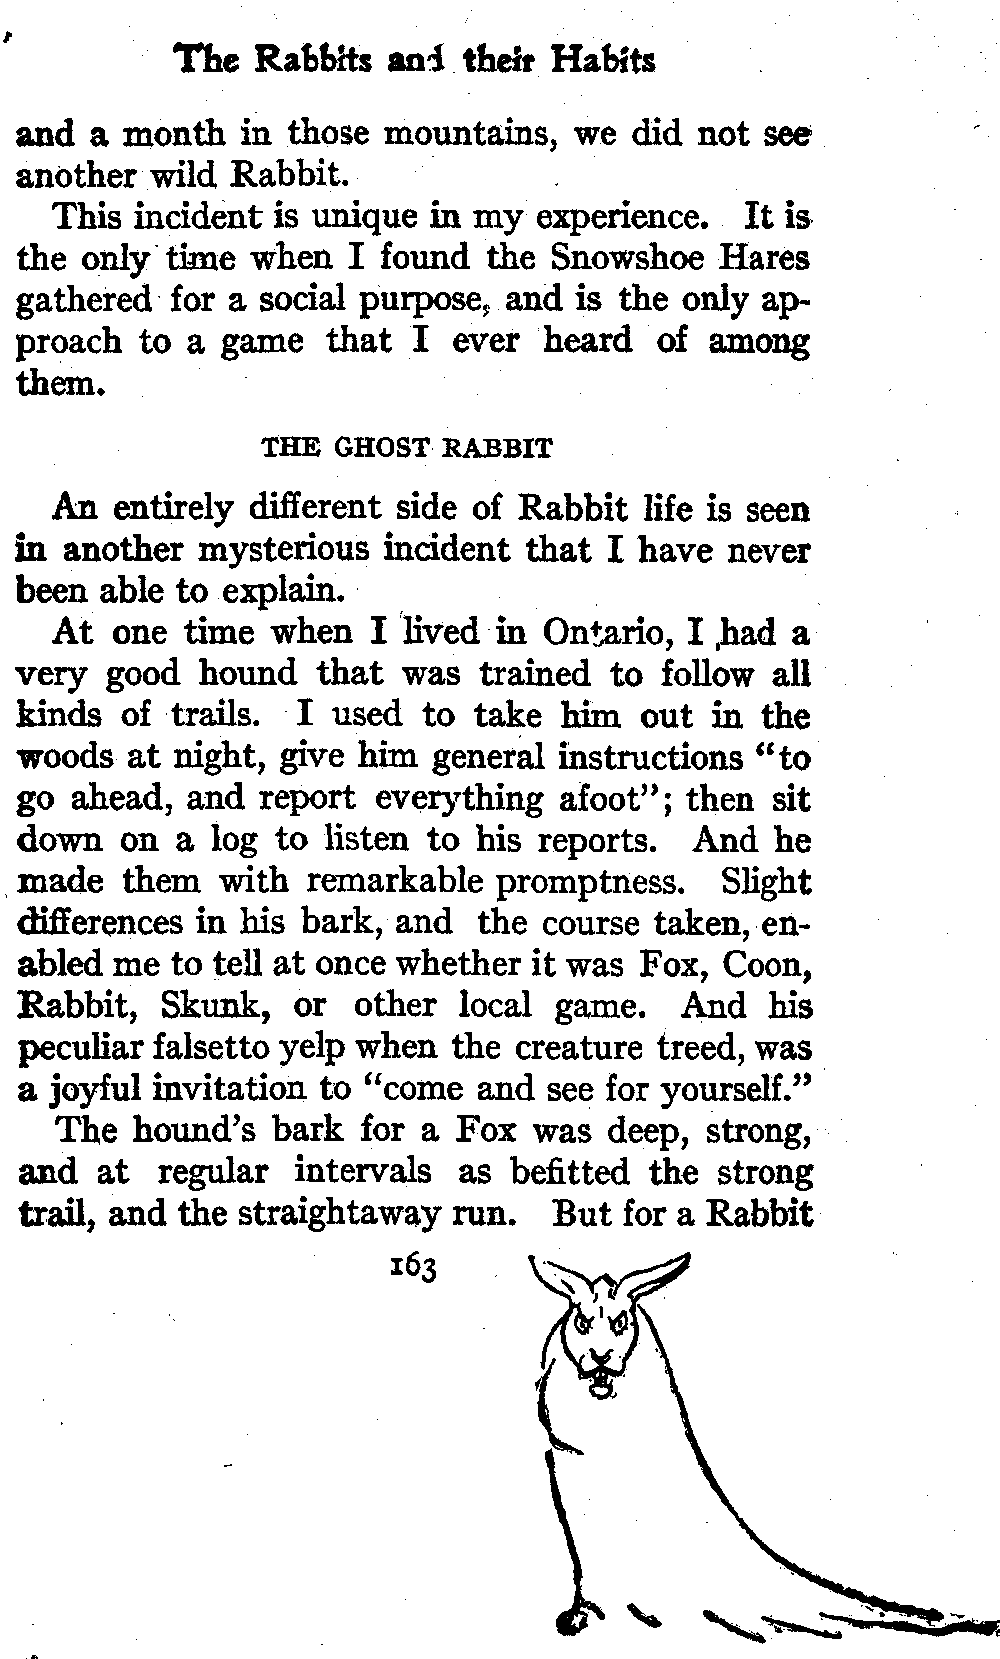 The Rabbits and their Habits
and a month in those mountains, we did not see
another wild Rabbit.
This incident is unique in my experience. It is
the only time when I found the Snowshoe Hares
gathered for a social purpose, and is the only ap-
proach to a game that I ever heard of among
them.
THE GHOST RABBIT
An entirely different side of Rabbit life is seen
in another mysterious incident that I have never
been able to explain.
At one time when I lived in Ontario, I had a
very good hound that was trained to follow all
kinds of trails. I used to take him out in the
woods at night, give him general instructions "to
go ahead, and report everything afoot"; then sit
down on a log to listen to his reports. And he
made them with remarkable promptness. Slight
differences in his bark, and the course taken, en-
abled me to tell at once whether it was Fox, Coon,
Rabbit, Skunk, or other local game. And his
peculiar falsetto yelp when the creature treed, was
a joyful invitation to "come and see for yourself."
The hound's bark for a Fox was deep, strong,
and at regular intervals as befitted the strong
trail, and the straightaway run. But for a Rabbit
163